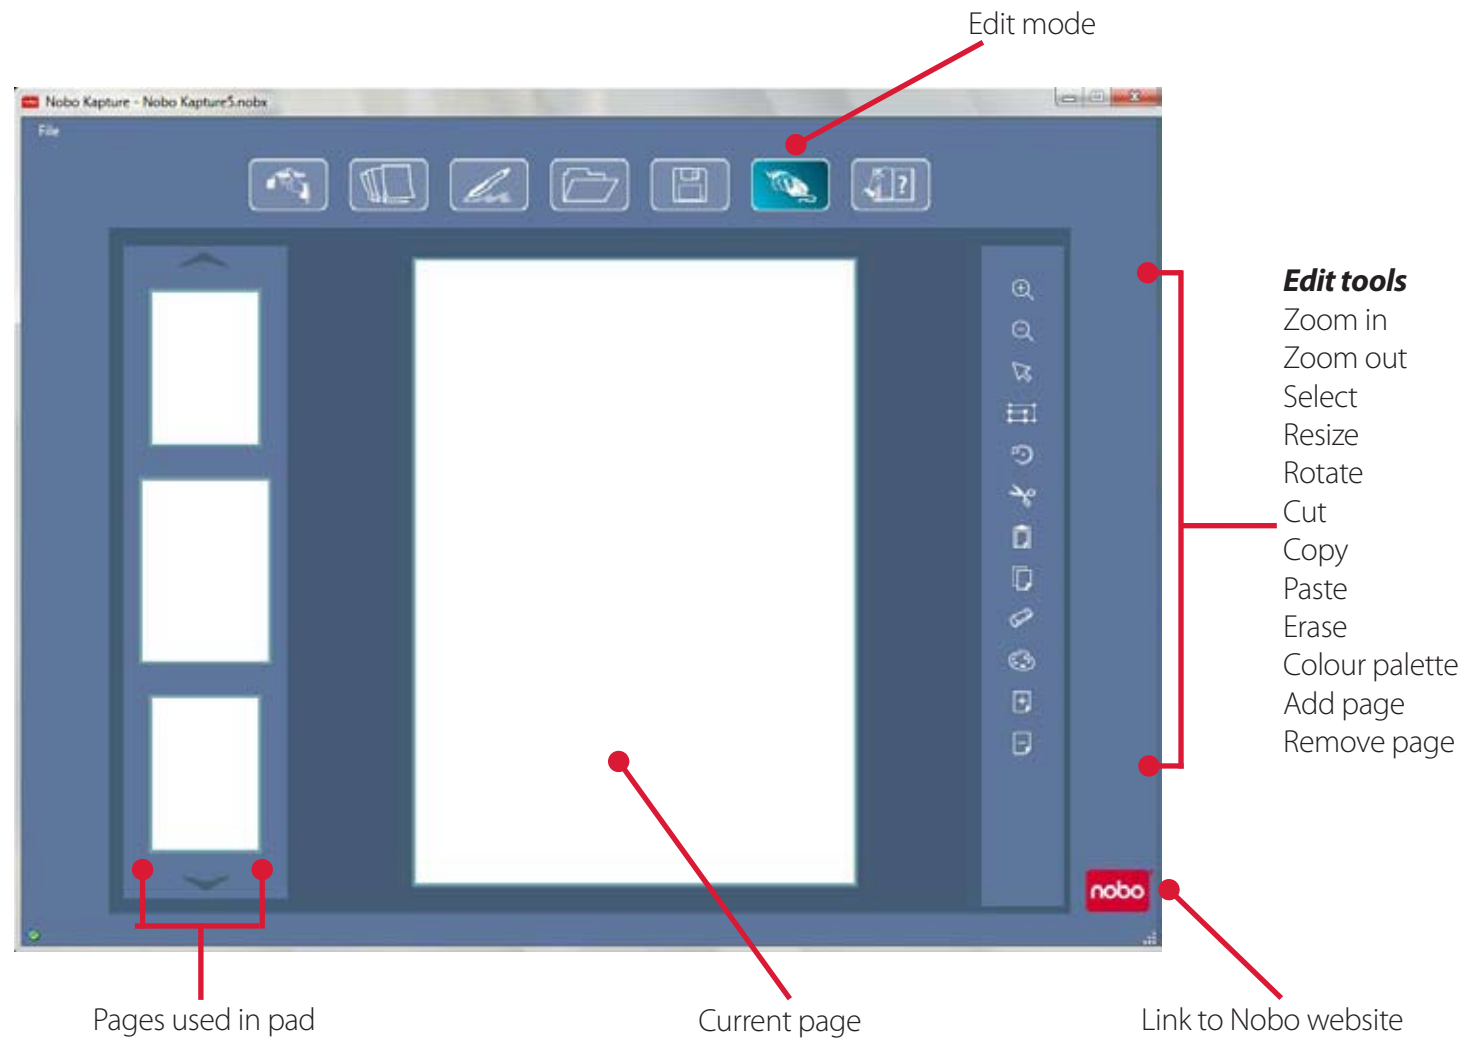 Edit mode
nobo Nobo Kapture - Nobo Kapture5.nobx
File
?
Edit tools
Zoom in
Zoom out
Select
Resize
Rotate
Cut
Copy
Paste
Erase
Colour palette
Add page
Remove page
nobo
Pages used in pad
Current page
Link to Nobo website